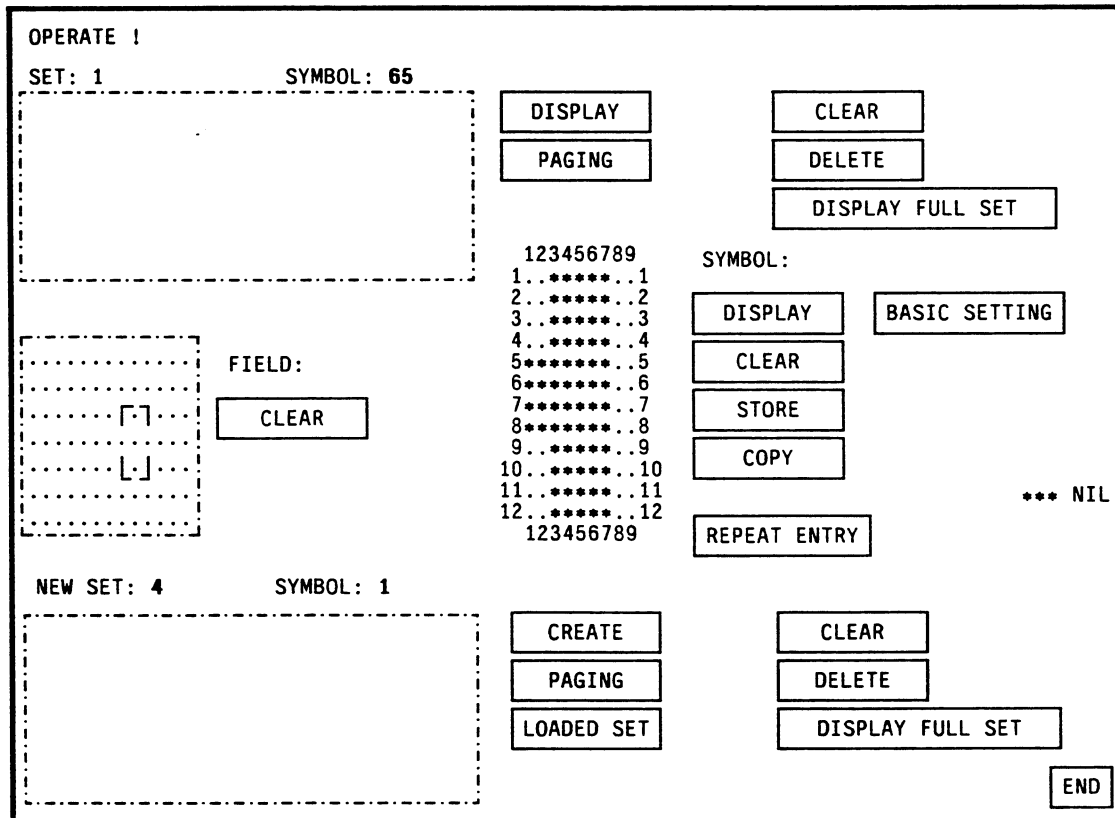 OPERATE !
SET: 1 SYMBOL: 65
DISPLAY CLEAR
PAGING DELETE
DISPLAY FULL SET
123456789 SYMBOL:
1..*****..1
2..*****..2
3..*****..3 DISPLAY BASIC SETTING
4..*****..4
5*******..5 FIELD: CLEAR
6*******..6
7*******..7 CLEAR STORE
8*******..8
9..*****..9 COPY
10..*****..10
11..*****..11 *** NIL
12..*****..12
123456789 REPEAT ENTRY
NEW SET: 4 SYMBOL: 1
CREATE CLEAR
PAGING DELETE
LOADED SET DISPLAY FULL SET
END